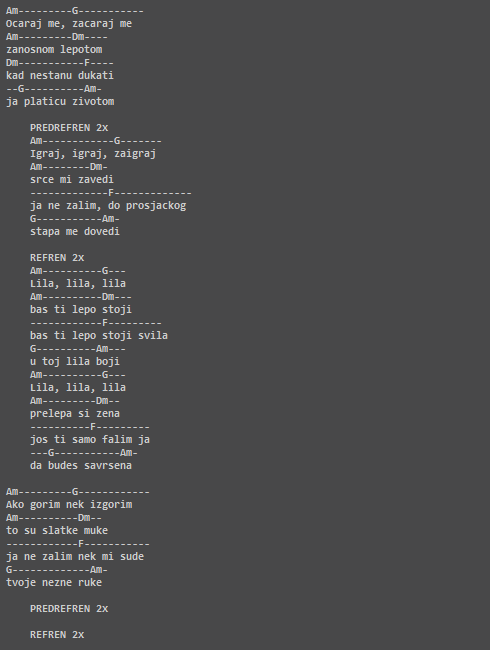 Am---------G-----------
Ocaraj me, zacaraj me
Am---------Dm----
zanosnom lepotom
Dm-----------F----
kad nestanu dukati
--G----------Am-
ja platicu zivotom

    PREDREFREN 2x
    Am------------G-------
    Igraj, igraj, zaigraj
    Am--------Dm-
    srce mi zavedi
    -------------F-------------
    ja ne zalim, do prosjackog
    G-----------Am-
    stapa me dovedi

    REFREN 2x
    Am----------G---
    Lila, lila, lila
    Am----------Dm---
    bas ti lepo stoji
    ------------F---------
    bas ti lepo stoji svila
    G----------Am---
    u toj lila boji
    Am----------G---
    Lila, lila, lila
    Am---------Dm--
    prelepa si zena
    ----------F---------
    jos ti samo falim ja
    ---G-----------Am-
    da budes savrsena

Am---------G------------
Ako gorim nek izgorim
Am----------Dm--
to su slatke muke
------------F-----------
ja ne zalim nek mi sude
G-------------Am-
tvoje nezne ruke

    PREDREFREN 2x

    REFREN 2x